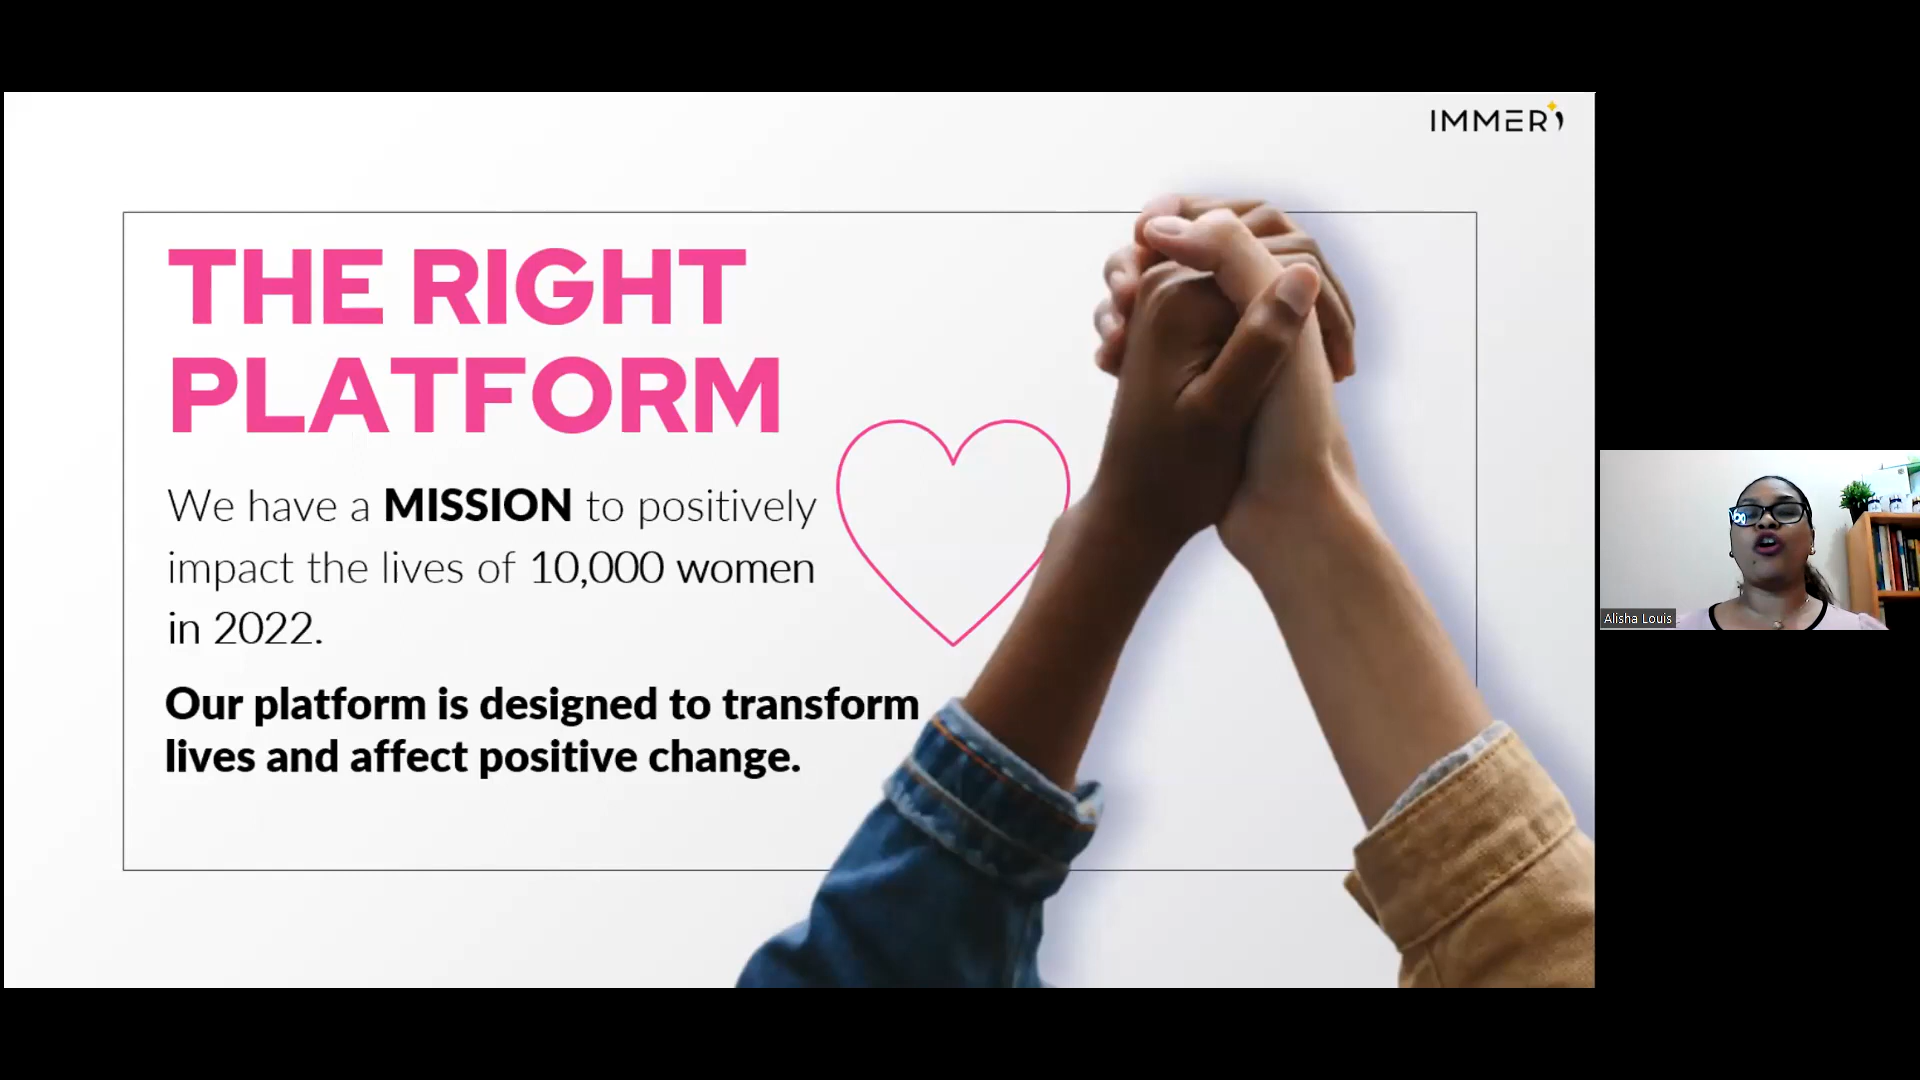 IMMERI
THE RIGHT
PLATFORM
We have a MISSION to positively
impact the lives of 10,000 women
in 2022.
Our platform is designed to transform
lives and affect positive change.
Alisha Louis